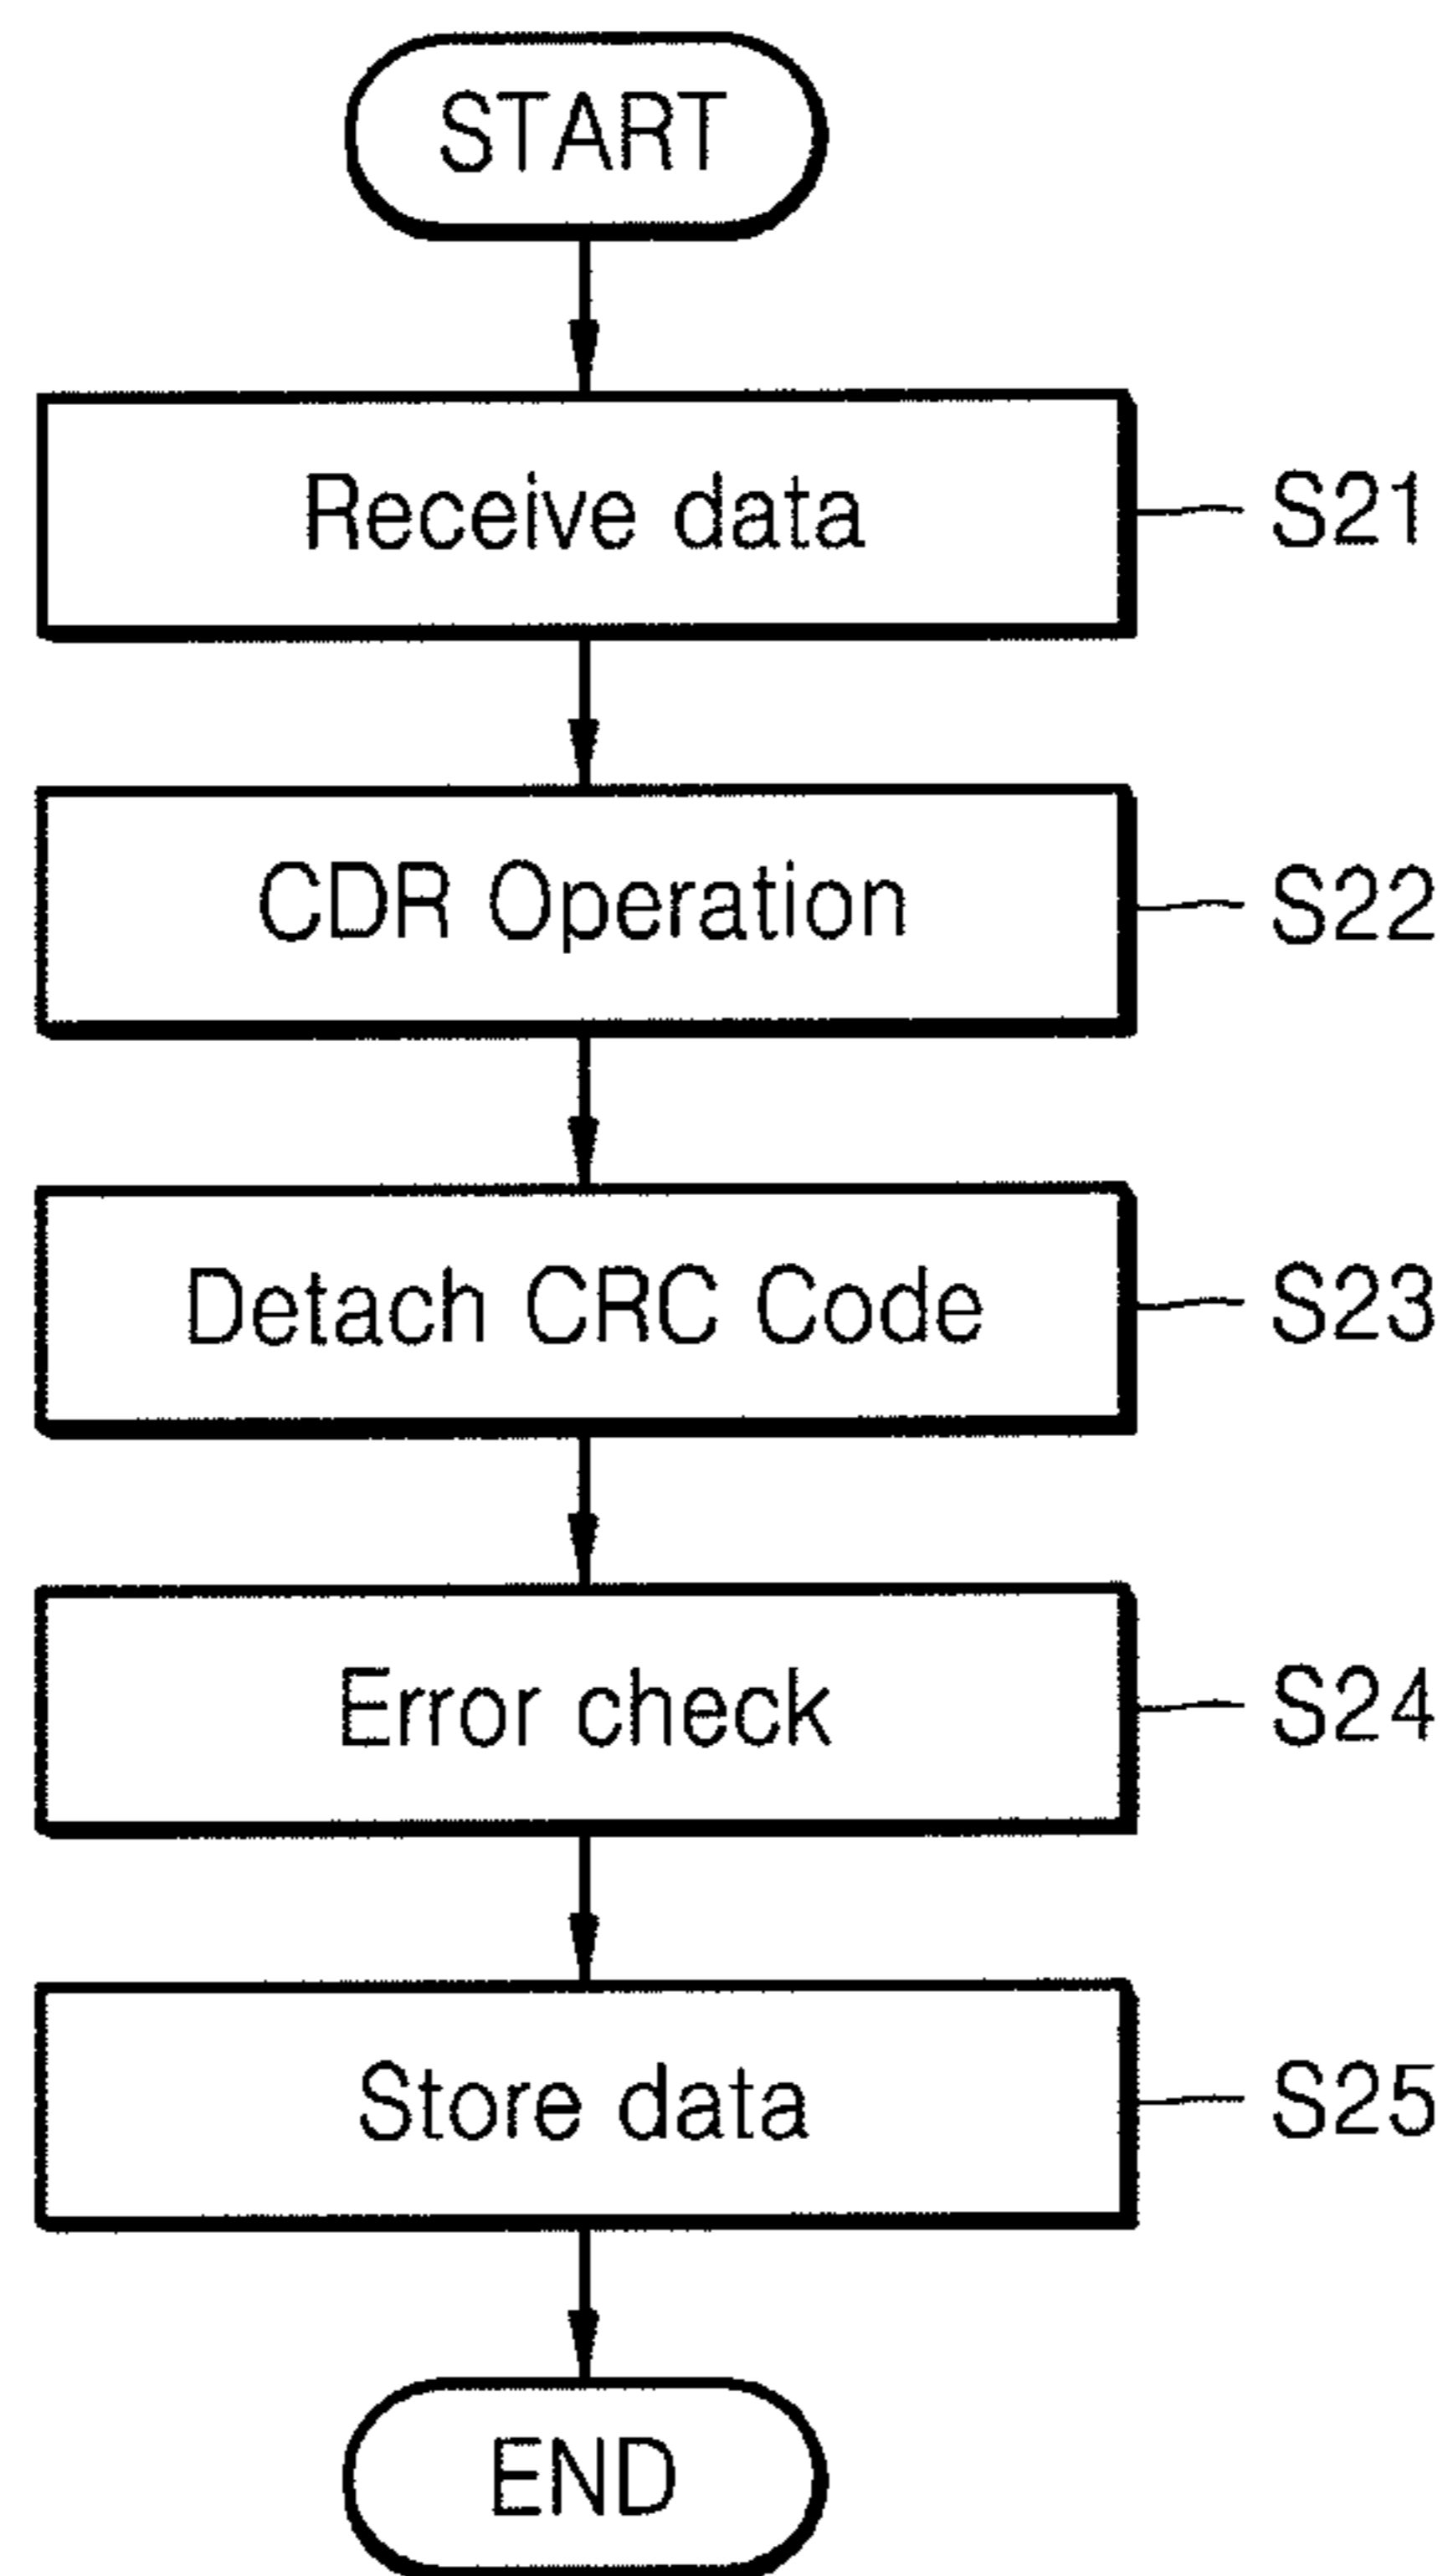 START
Receive data S21
CDR Operation S22
Detach CRC Code S23
Error check S24
Store data S25
END